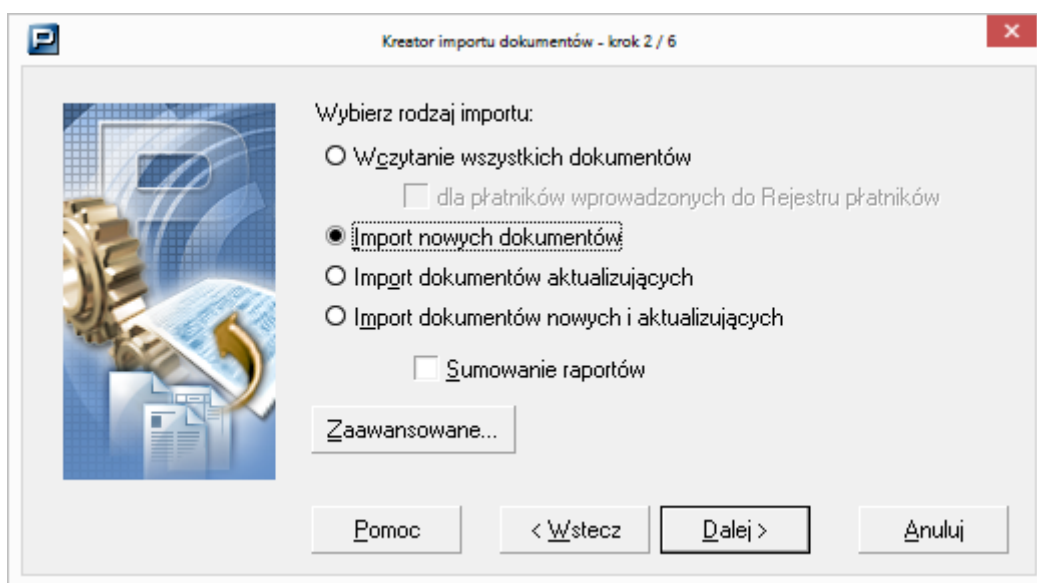 Kreator importu dokumentów - krok 2 / 6
Wybierz rodzaj importu:
Wczytanie wszystkich dokumentów
dla płatników wprowadzonych do Rejestru płatników
Import nowych dokumentów
Import dokumentów aktualizujących
Import dokumentów nowych i aktualizujących
Sumowanie raportów
Zaawansowane...
Pomoc
< Wstecz
Dalej >
Anuluj